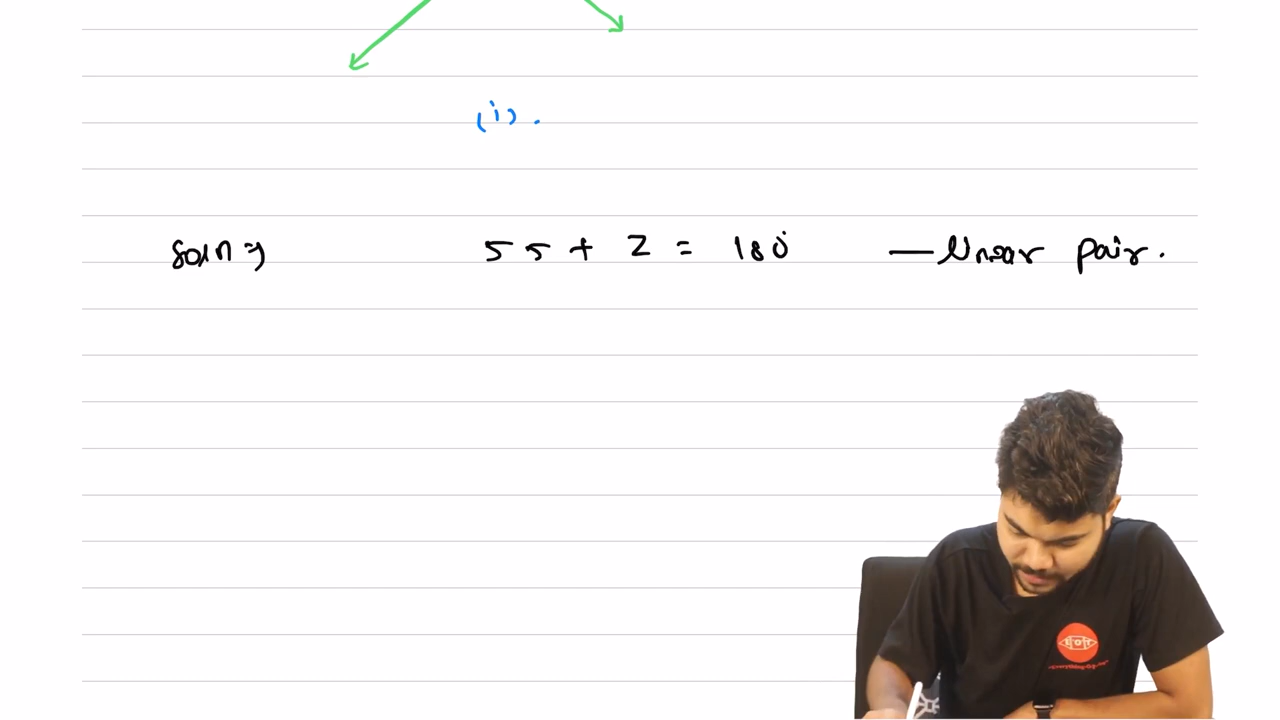 (i).
Soln ⇒ 55 + z = 180° — linear pair.